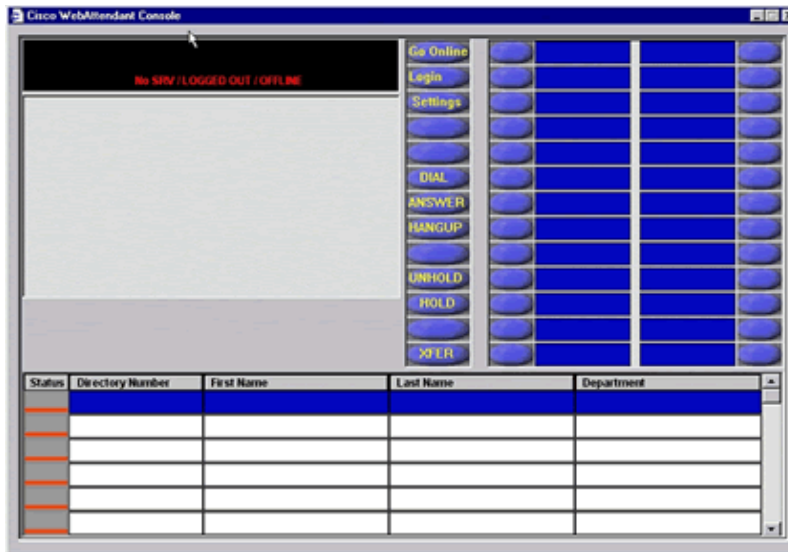 Cisco WebAttendant Console
No SRV / LOGGED OUT / OFFLINE
Go Online
Login
Settings
DIAL
ANSWER
HANGUP
UNHOLD
HOLD
XFER
Status Directory Number First Name Last Name Department